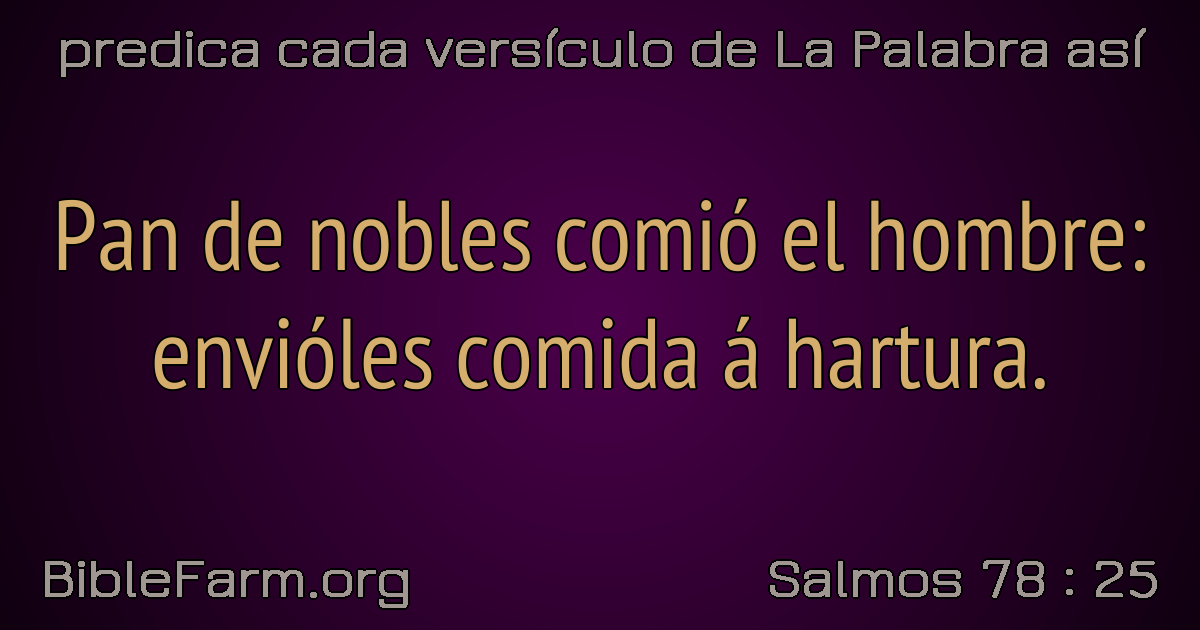 predica cada versículo de La Palabra así
Pan de nobles comió el hombre:
envióles comida á hartura.
BibleFarm.org
Salmos 78 : 25